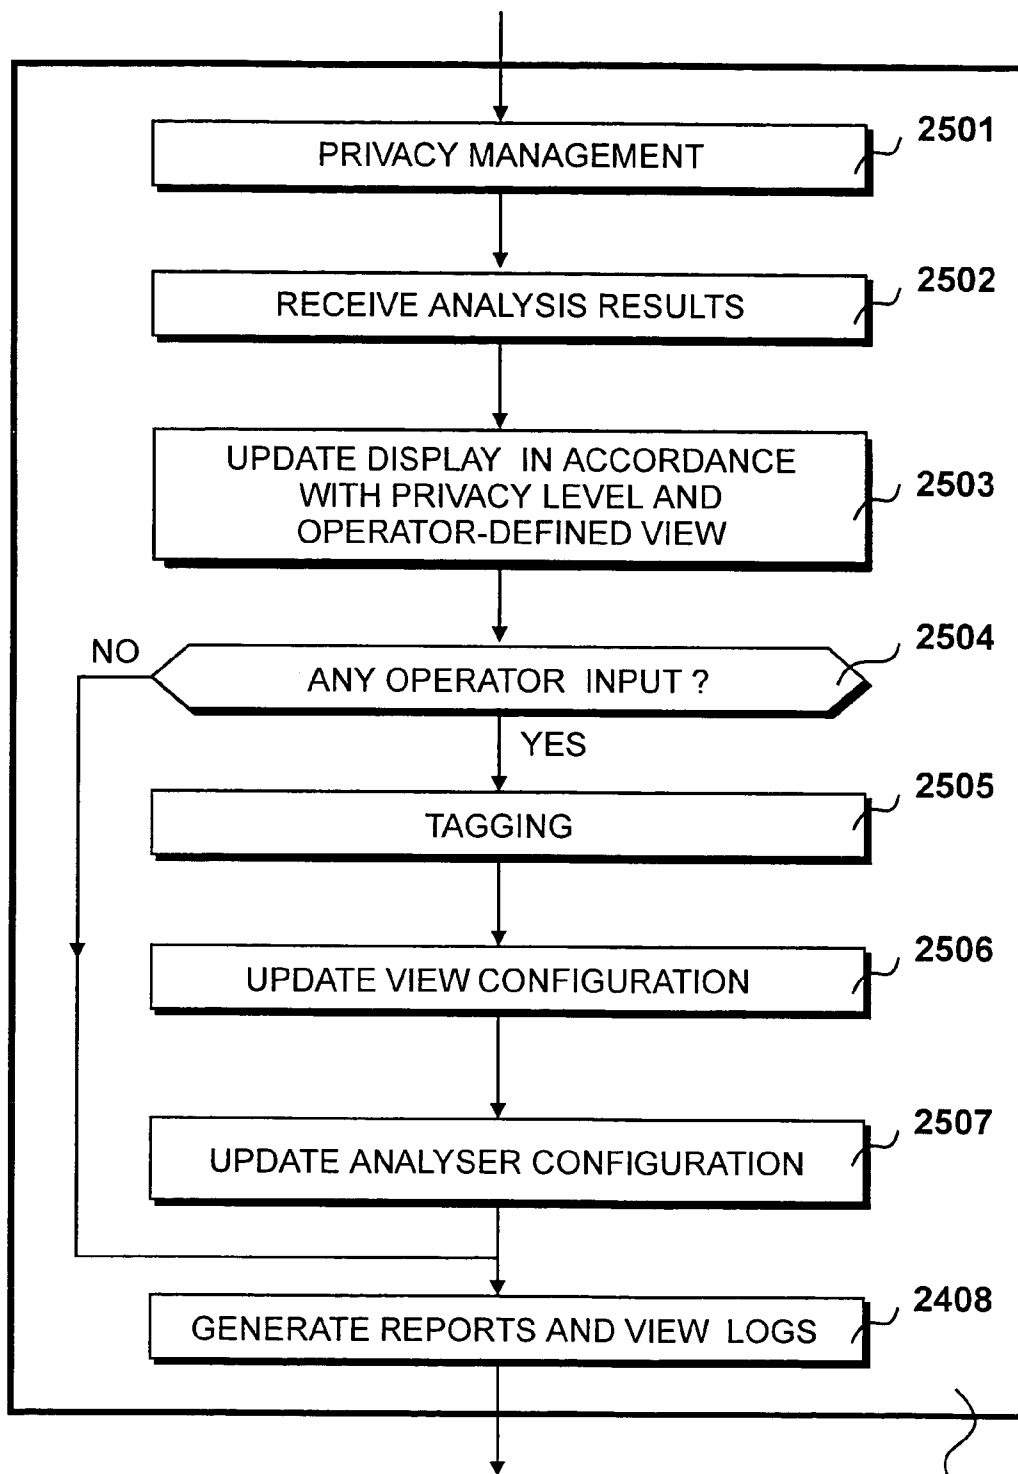 PRIVACY MANAGEMENT
2501
RECEIVE ANALYSIS RESULTS
2502
UPDATE DISPLAY IN ACCORDANCE
WITH PRIVACY LEVEL AND
OPERATOR-DEFINED VIEW
2503
NO
ANY OPERATOR INPUT ?
2504
YES
TAGGING
2505
UPDATE VIEW CONFIGURATION
2506
UPDATE ANALYSER CONFIGURATION
2507
GENERATE REPORTS AND VIEW LOGS
2408